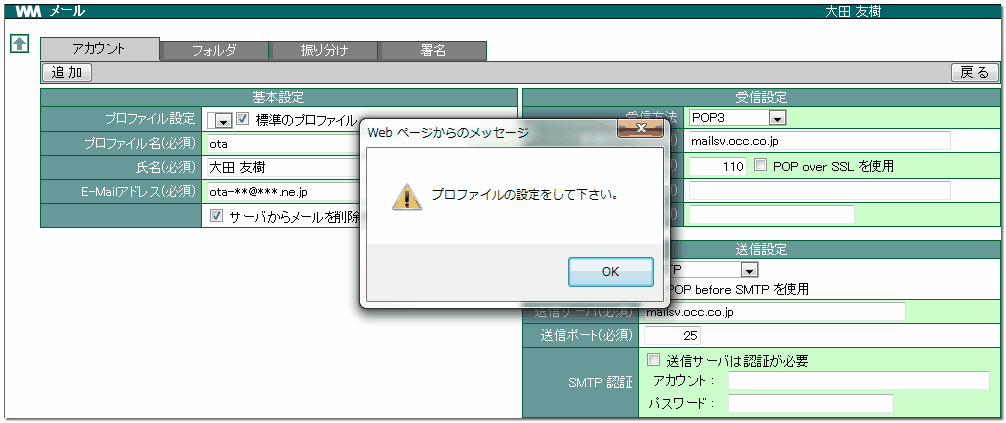 WM メール 大田 友樹
アカウント フォルダ 振り分け 署名
追加 戻る
基本設定
プロファイル設定 標準のプロファイル
プロファイル名(必須) ota
氏名(必須) 大田 友樹
E-Mailアドレス(必須) ota-**@***.ne.jp
サーバからメールを削除
受信設定
受信方法 POP3
mailsv.occ.co.jp
110 POP over SSL を使用
Web ページからのメッセージ
プロファイルの設定をして下さい。
OK
送信設定
TP
POP before SMTP を使用
送信サーバ(必須) mailsv.occ.co.jp
送信ポート(必須) 25
SMTP 認証 送信サーバは認証が必要
アカウント :
パスワード :